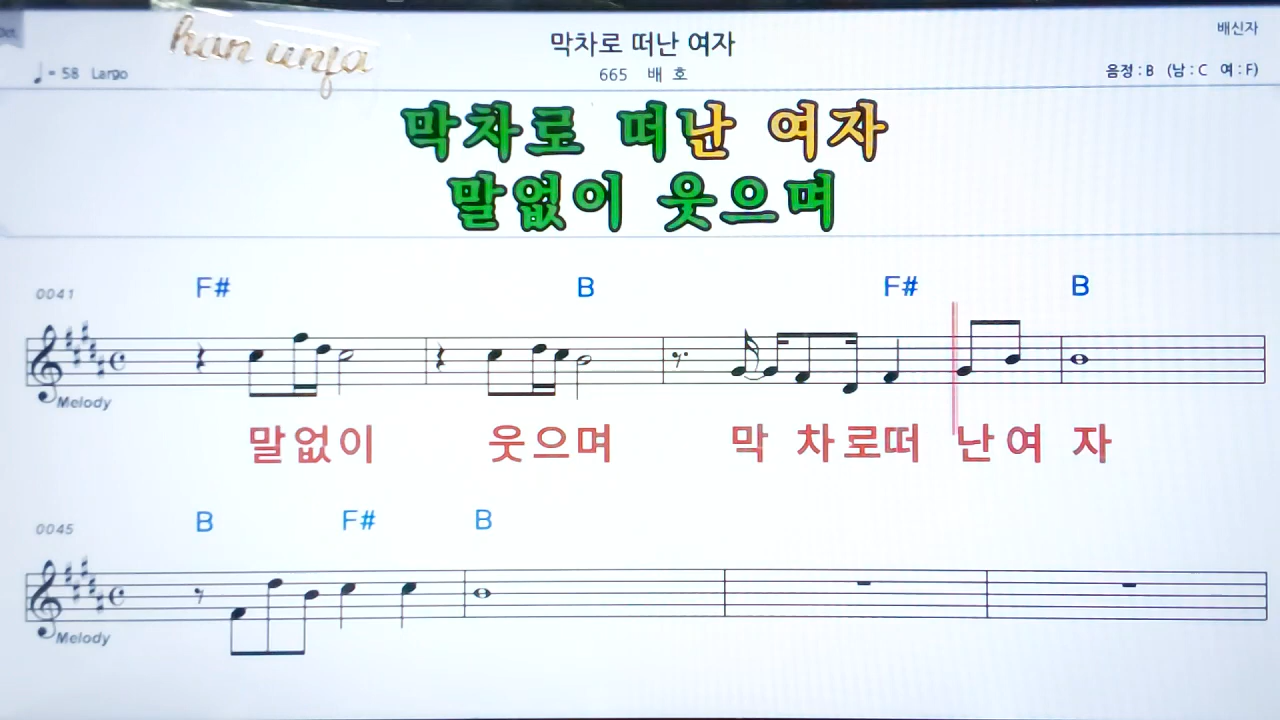 배신자
han unja
막차로 떠난 여자
♩= 58 Largo
665 배 호
음정 : B (남 : C 여 : F)
막차로 떠난 여자
말없이 웃으며
0041
F# B F# B
Melody
말없이 웃으며 막 차로떠 난여 자
0045
B F# B
Melody